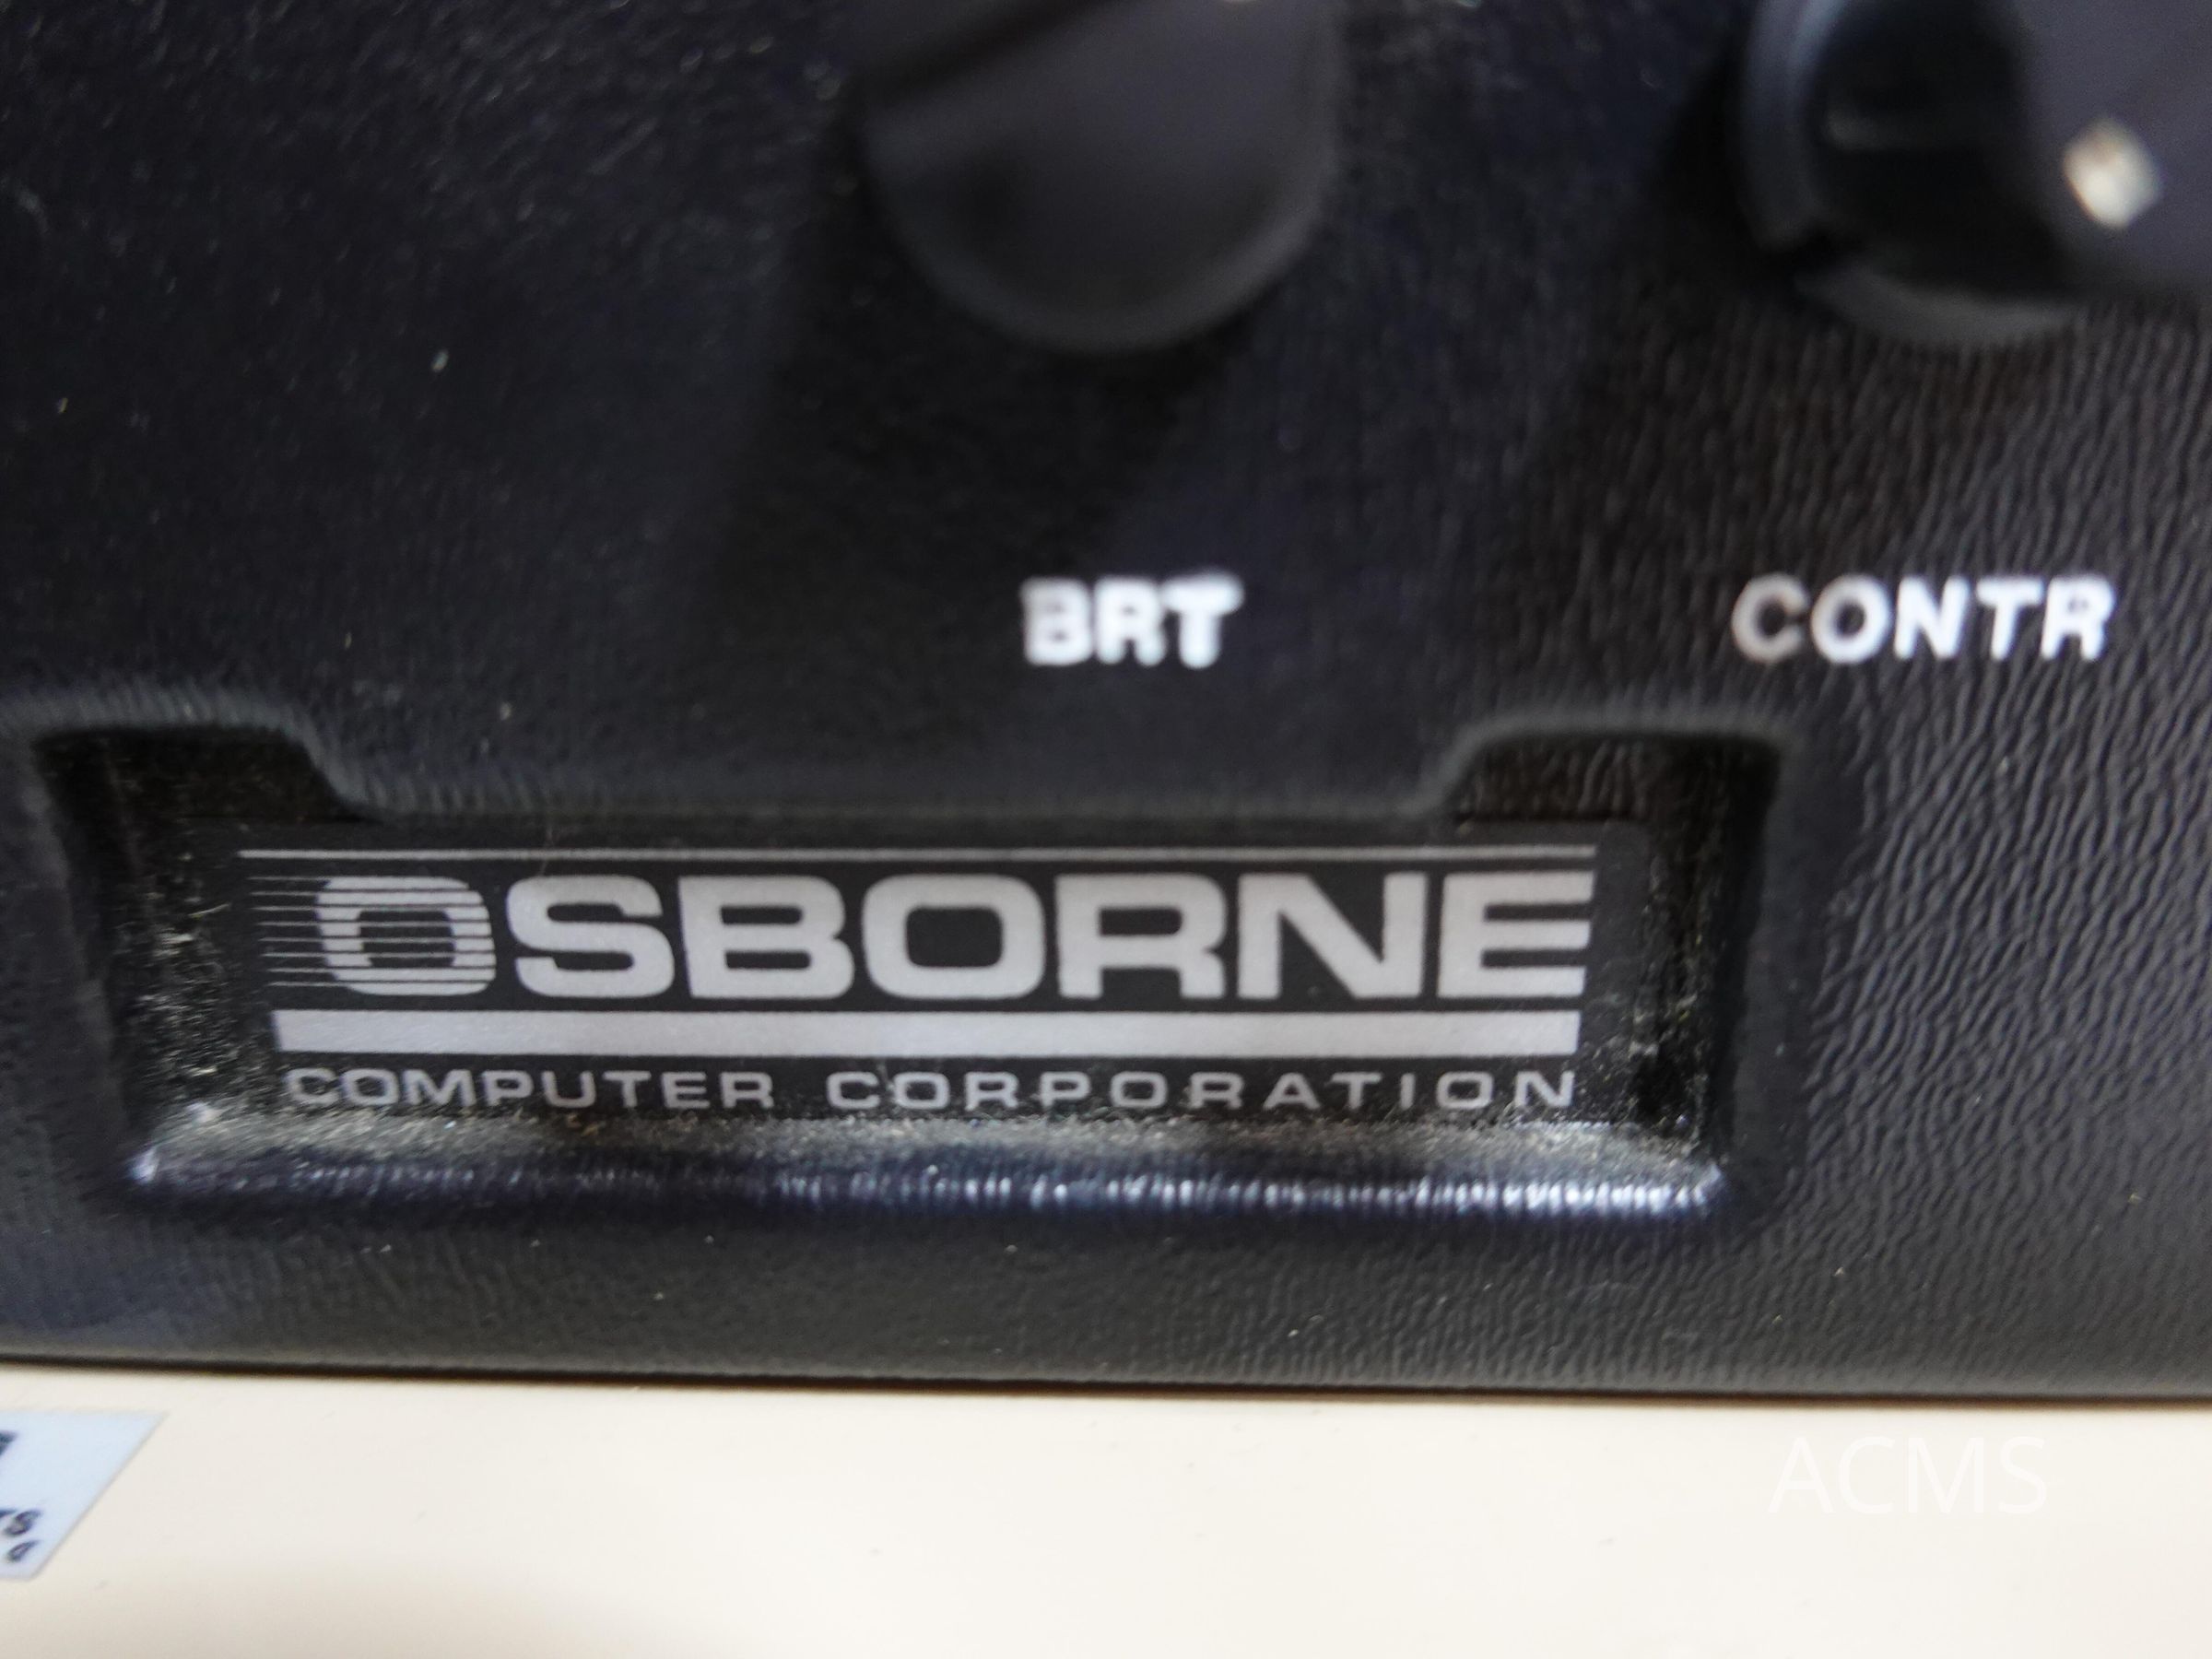 BRT CONTR
OSBORNE
COMPUTER CORPORATION
ACMS